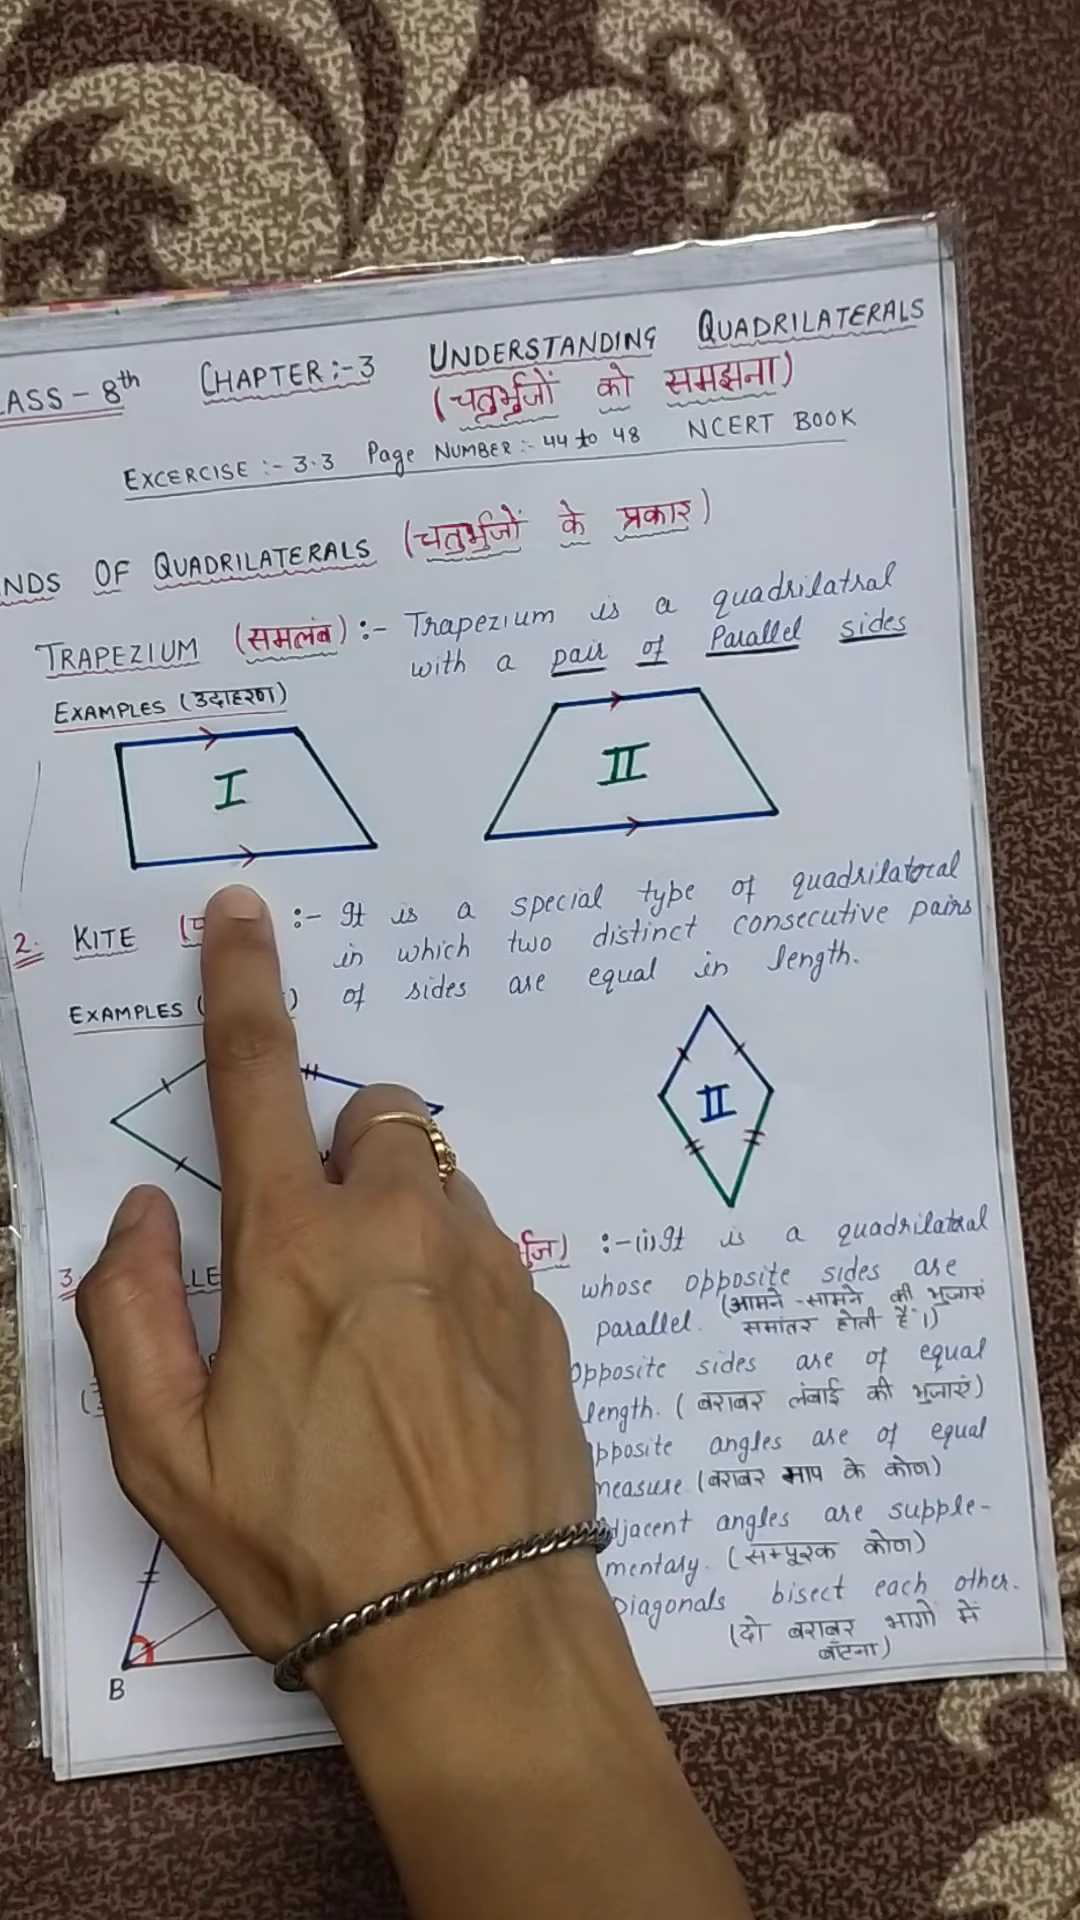 CLASS - 8th CHAPTER:-3 UNDERSTANDING QUADRILATERALS
(चतुर्भुजों को समझना)
EXCERCISE :- 3.3 Page NUMBER:- 44 to 48 NCERT BOOK
OF QUADRILATERALS (चतुर्भुजों के प्रकार)
TRAPEZIUM (समलंब) :- Trapezium is a quadrilatral
with a pair of Parallel sides
EXAMPLES (उदाहरण)
I
II
2. KITE :- It is a special type of quadrilatoral
in which two distinct consecutive pairs
EXAMPLES of sides are equal in length.
II
3. :-(i) It is a quadrilatral
whose opposite sides are
parallel. (आमने-सामने की भुजाएं
समांतर होती हैं।)
Opposite sides are of equal
length. (बराबर लंबाई की भुजाएं)
angles are of equal
measure (बराबर माप के कोण)
angles are supple-
mentary. (सम्पूरक कोण)
Diagonals bisect each other.
(दो बराबर भागों में
बाँटना)
B